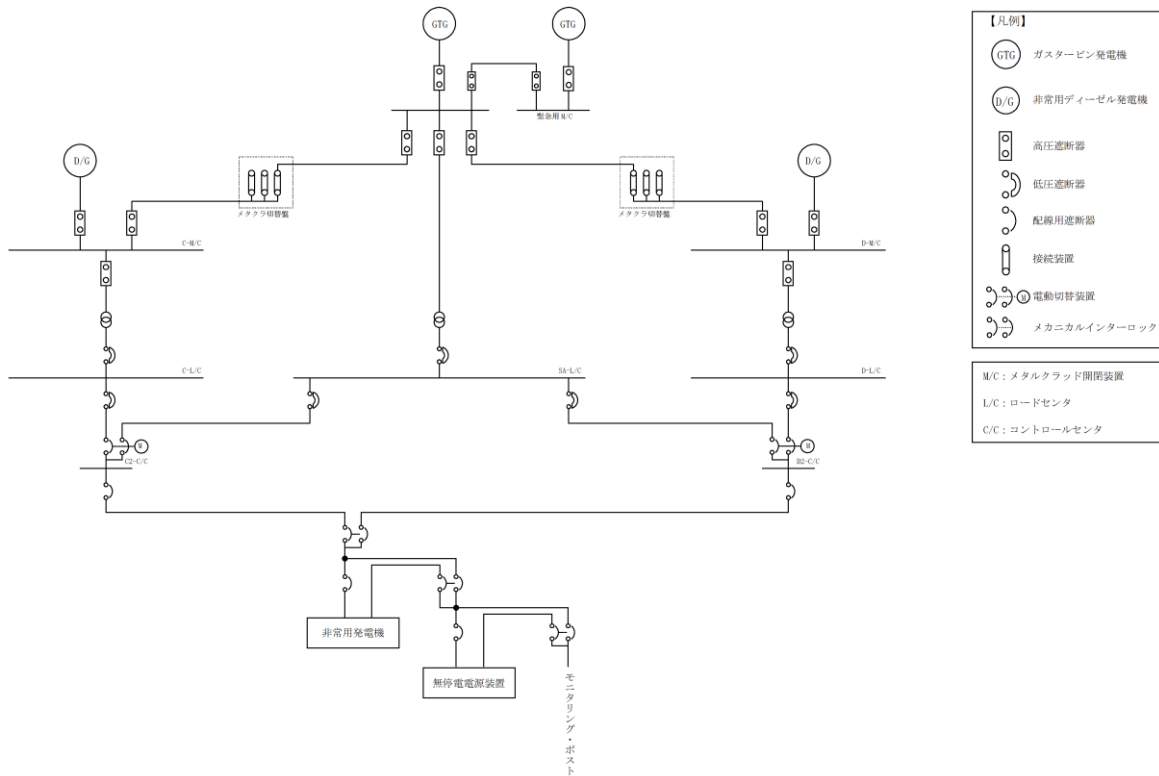 GTG
GTG
緊急用 M/C
D/G
メタクラ切替盤
メタクラ切替盤
D/G
C-M/C
D-M/C
C-L/C
SA-L/C
D-L/C
M
C2-C/C
M
D2-C/C
非常用発電機
無停電電源装置
モニタリング・ポスト
【凡例】
GTG ガスタービン発電機
D/G 非常用ディーゼル発電機
高圧遮断器
低圧遮断器
配線用遮断器
接続装置
M 電動切替装置
メカニカルインターロック
M/C：メタルクラッド開閉装置
L/C：ロードセンタ
C/C：コントロールセンタ